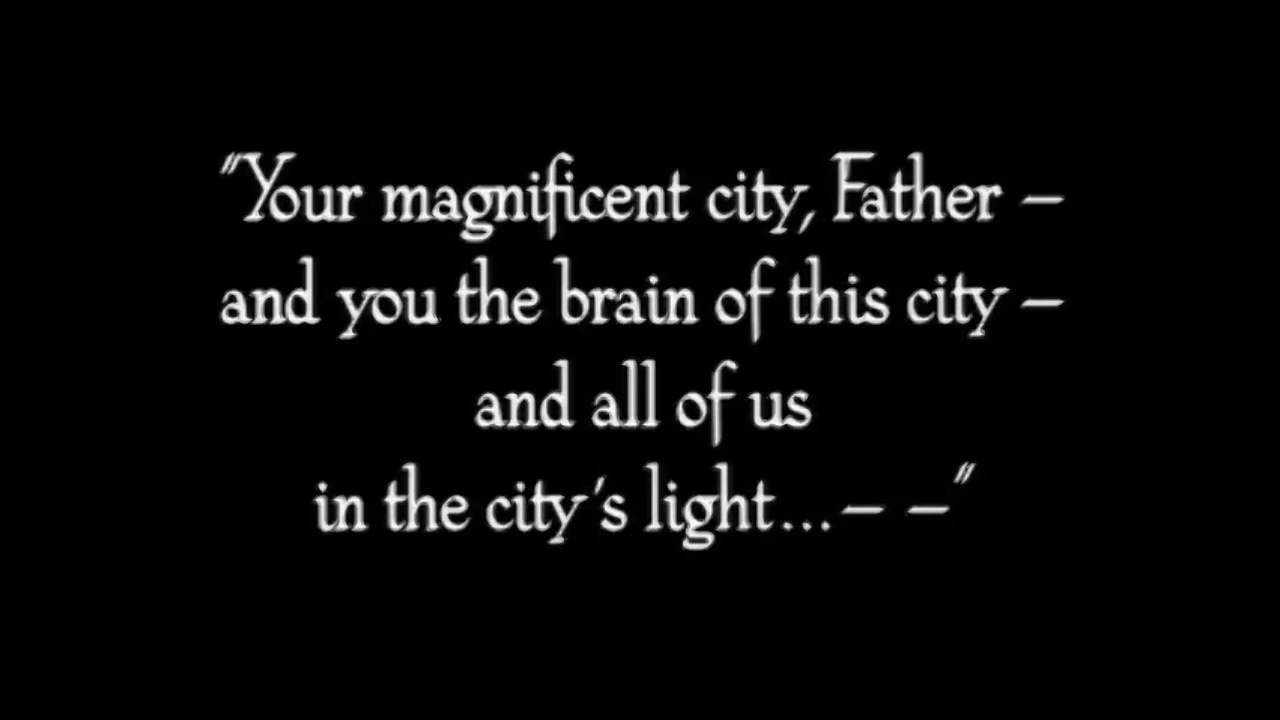 "Your magnificent city, Father –
and you the brain of this city –
and all of us
in the city's light...– –"